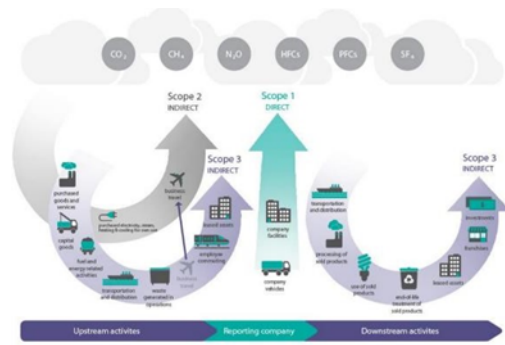 CO₂ CH₄ N₂O HFCs PFCs SF₆
Scope 2
INDIRECT
Scope 1
DIRECT
Scope 3
INDIRECT
Scope 3
INDIRECT
purchased
goods and
services
capital
goods
fuel and
energy related
activities
transportation
and distribution
waste
generated in
operations
purchased electricity, steam,
heating & cooling for own use
business
travel
business
travel
employee
commuting
leased assets
company
facilities
company
vehicles
transportation
and distribution
processing of
sold products
use of sold
products
end-of-life
treatment of
sold products
leased assets
franchises
investments
Upstream activites
Reporting company
Downstream activites